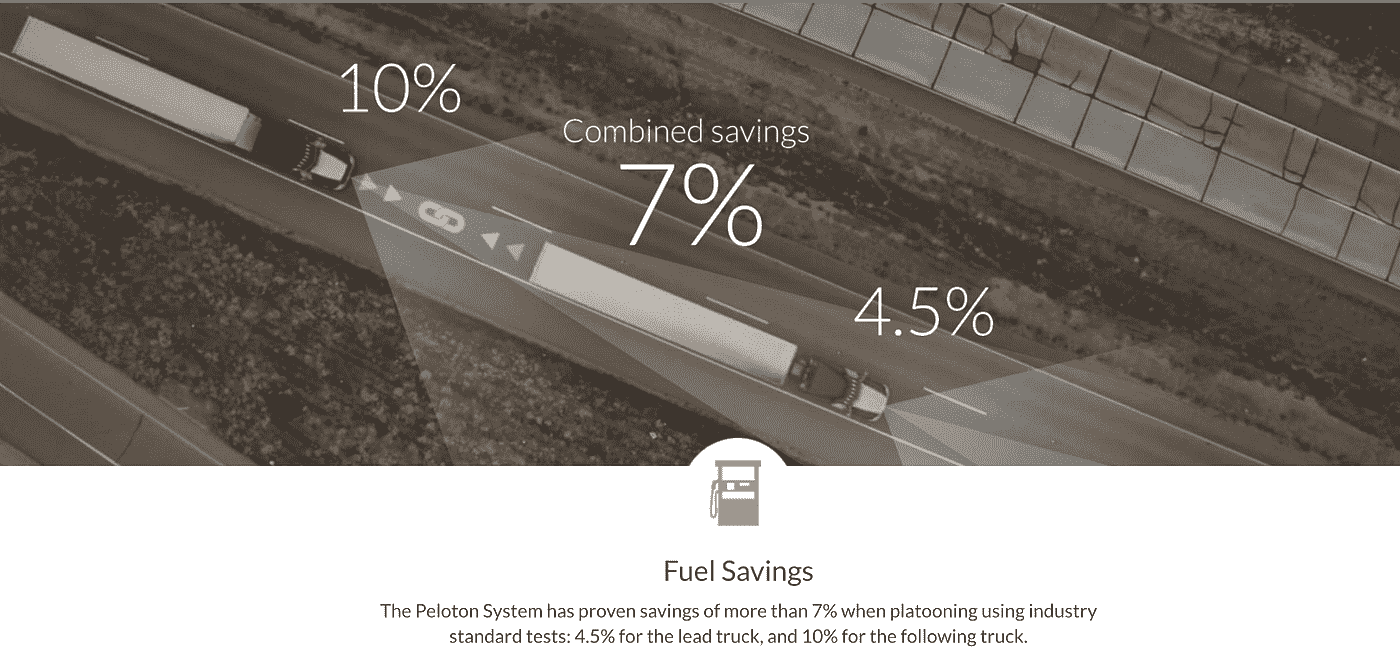 10%
Combined savings
7%
4.5%
Fuel Savings
The Peloton System has proven savings of more than 7% when platooning using industry
standard tests: 4.5% for the lead truck, and 10% for the following truck.